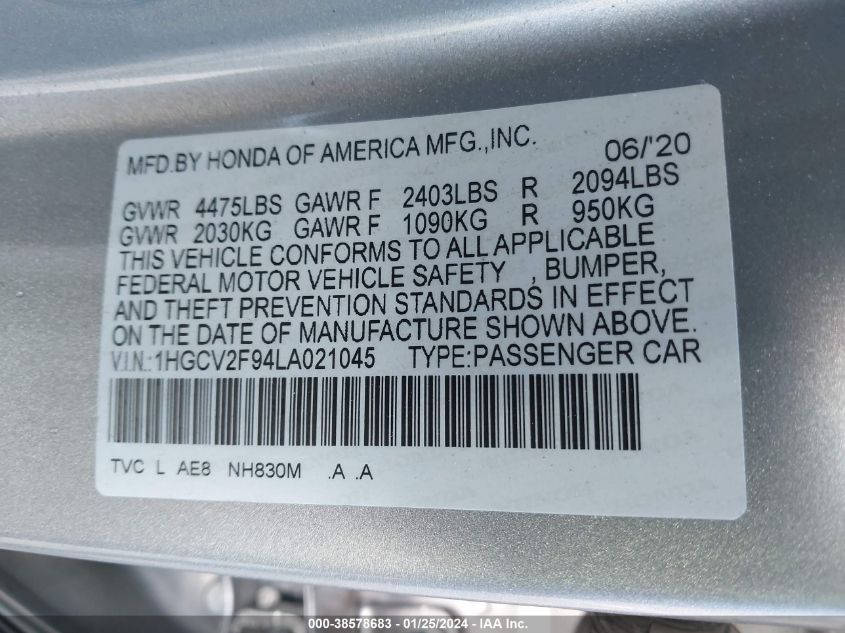 MFD.BY HONDA OF AMERICA MFG.,INC. 06/'20
GVWR 4475LBS GAWR F 2403LBS R 2094LBS
GVWR 2030KG GAWR F 1090KG R 950KG
THIS VEHICLE CONFORMS TO ALL APPLICABLE
FEDERAL MOTOR VEHICLE SAFETY , BUMPER,
AND THEFT PREVENTION STANDARDS IN EFFECT
ON THE DATE OF MANUFACTURE SHOWN ABOVE.
V.I.N.:1HGCV2F94LA021045 TYPE:PASSENGER CAR
TVC L AE8 NH830M .A .A
000-38578683 / 01/25/2024 - IAA Inc.